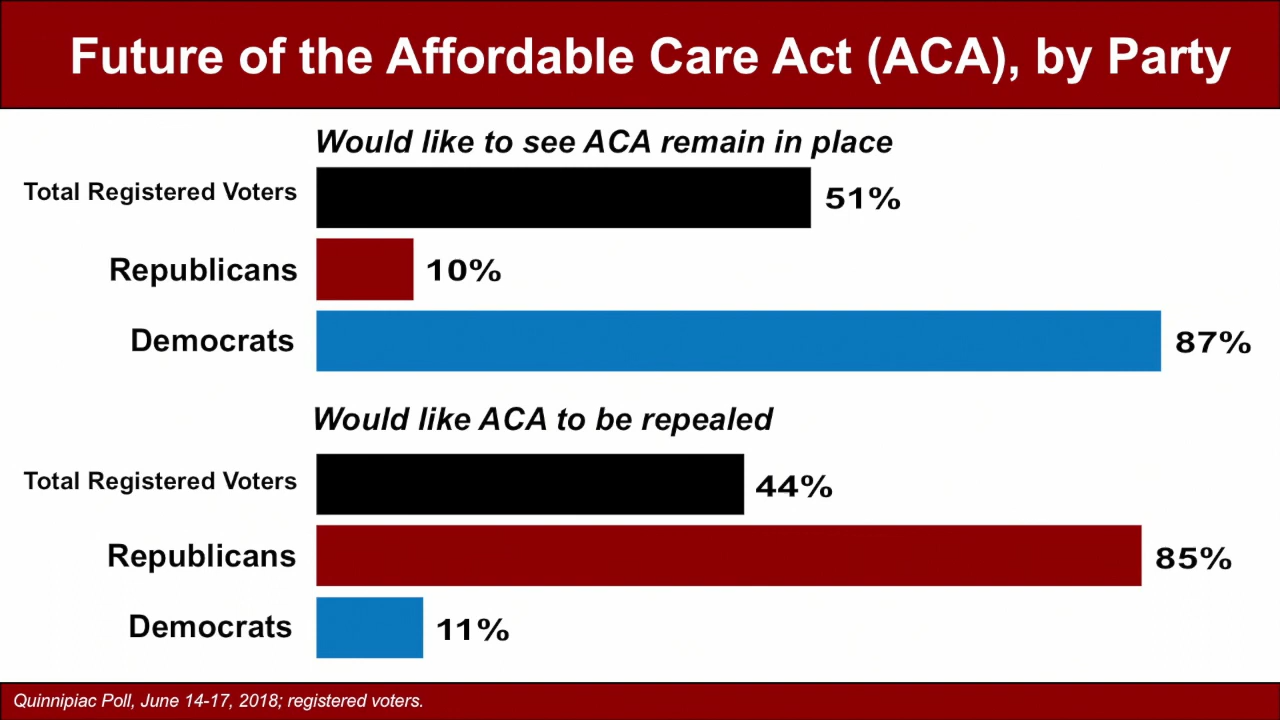 Future of the Affordable Care Act (ACA), by Party
Would like to see ACA remain in place
Total Registered Voters 51%
Republicans 10%
Democrats 87%
Would like ACA to be repealed
Total Registered Voters 44%
Republicans 85%
Democrats 11%
Quinnipiac Poll, June 14-17, 2018; registered voters.